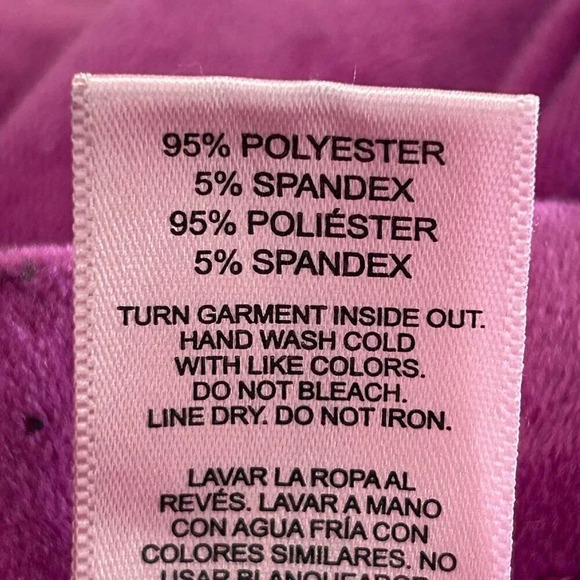 95% POLYESTER
5% SPANDEX
95% POLIÉSTER
5% SPANDEX
TURN GARMENT INSIDE OUT.
HAND WASH COLD
WITH LIKE COLORS.
DO NOT BLEACH.
LINE DRY. DO NOT IRON.
LAVAR LA ROPA AL
REVÉS. LAVAR A MANO
CON AGUA FRÍA CON
COLORES SIMILARES. NO
USAR BLANQUEADOR